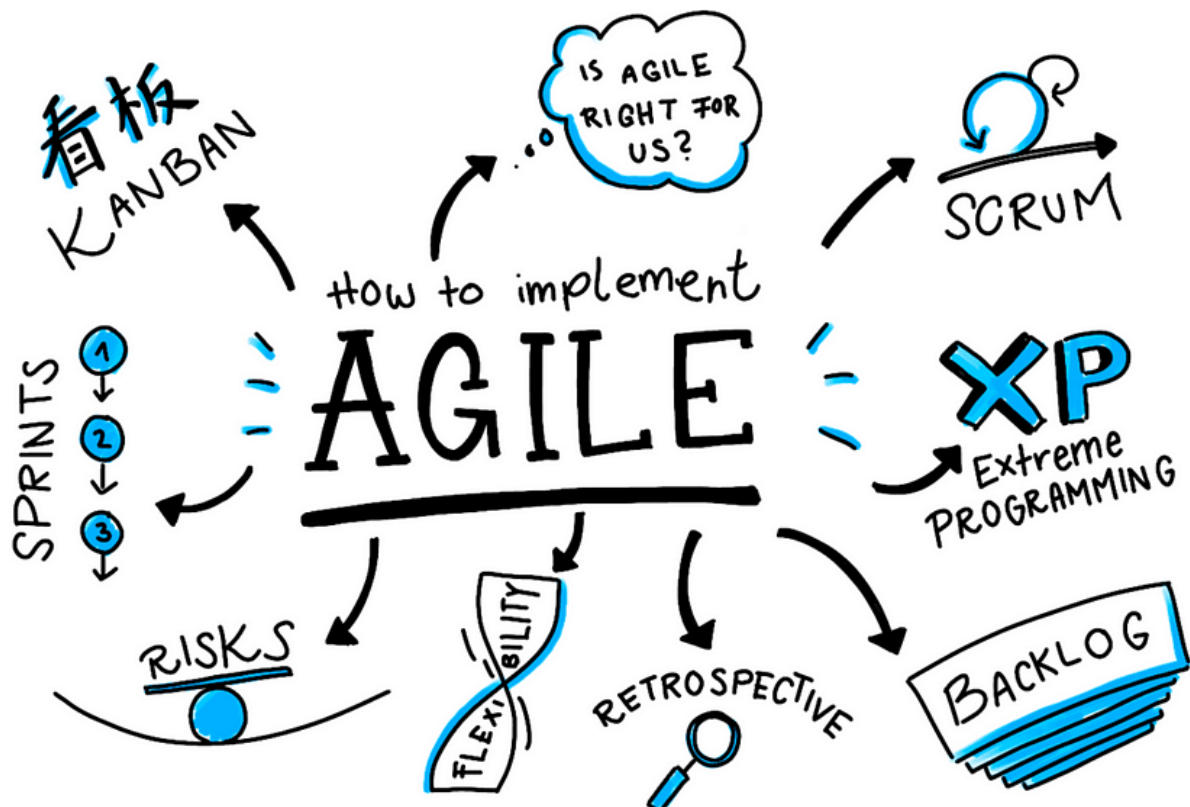 看板
KANBAN
IS AGILE
RIGHT FOR
US?
SCRUM
How to implement
AGILE
SPRINTS
1
2
3
XP
Extreme
PROGRAMMING
RISKS
FLEXIBILITY
RETROSPECTIVE
BACKLOG